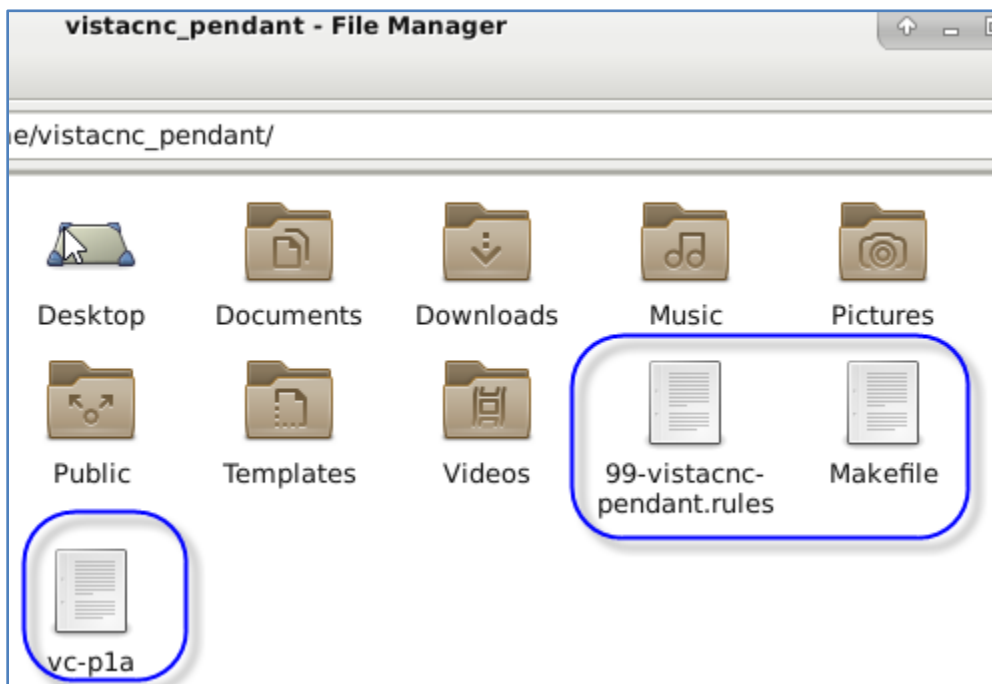 vistacnc_pendant - File Manager
e/vistacnc_pendant/
Desktop Documents Downloads Music Pictures
Public Templates Videos 99-vistacnc- Makefile
pendant.rules
vc-p1a